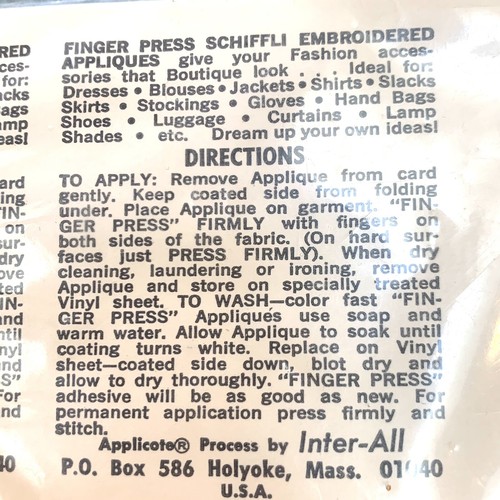 FINGER PRESS SCHIFFLI EMBROIDERED
APPLIQUES give your Fashion acces-
sories that Boutique look . . . Ideal for:
Dresses • Blouses • Jackets • Shirts • Slacks
Skirts • Stockings • Gloves • Hand Bags
Shoes • Luggage • Curtains • Lamp
Shades • etc. Dream up your own ideas!
DIRECTIONS
TO APPLY: Remove Applique from card
gently. Keep coated side from folding
under. Place Applique on garment. "FIN-
GER PRESS" FIRMLY with fingers on
both sides of the fabric. (On hard sur-
faces just PRESS FIRMLY). When dry
cleaning, laundering or ironing, remove
Applique and store on specially treated
Vinyl sheet. TO WASH—color fast "FIN-
GER PRESS" Appliqués use soap and
warm water. Allow Applique to soak until
coating turns white. Replace on Vinyl
sheet—coated side down, blot dry and
allow to dry thoroughly. "FINGER PRESS"
adhesive will be as good as new. For
permanent application press firmly and
stitch.
Applicote® Process by Inter-All
P.O. Box 586 Holyoke, Mass. 01040
U.S.A.